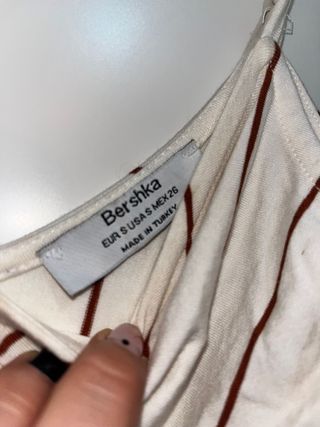 Bershka
EUR S USA S MEX 26
MADE IN TURKEY